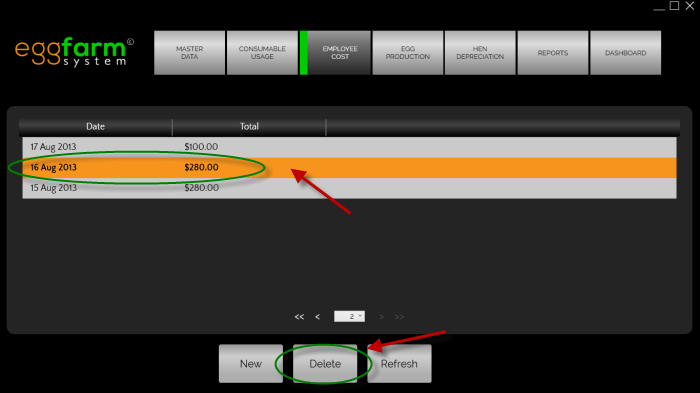 eggfarm©
system
MASTER
DATA
CONSUMABLE
USAGE
EMPLOYEE
COST
EGG
PRODUCTION
HEN
DEPRECIATION
REPORTS
DASHBOARD
Date Total
17 Aug 2013 $100.00
16 Aug 2013 $280.00
15 Aug 2013 $280.00
<< < 2 > >>
New Delete Refresh